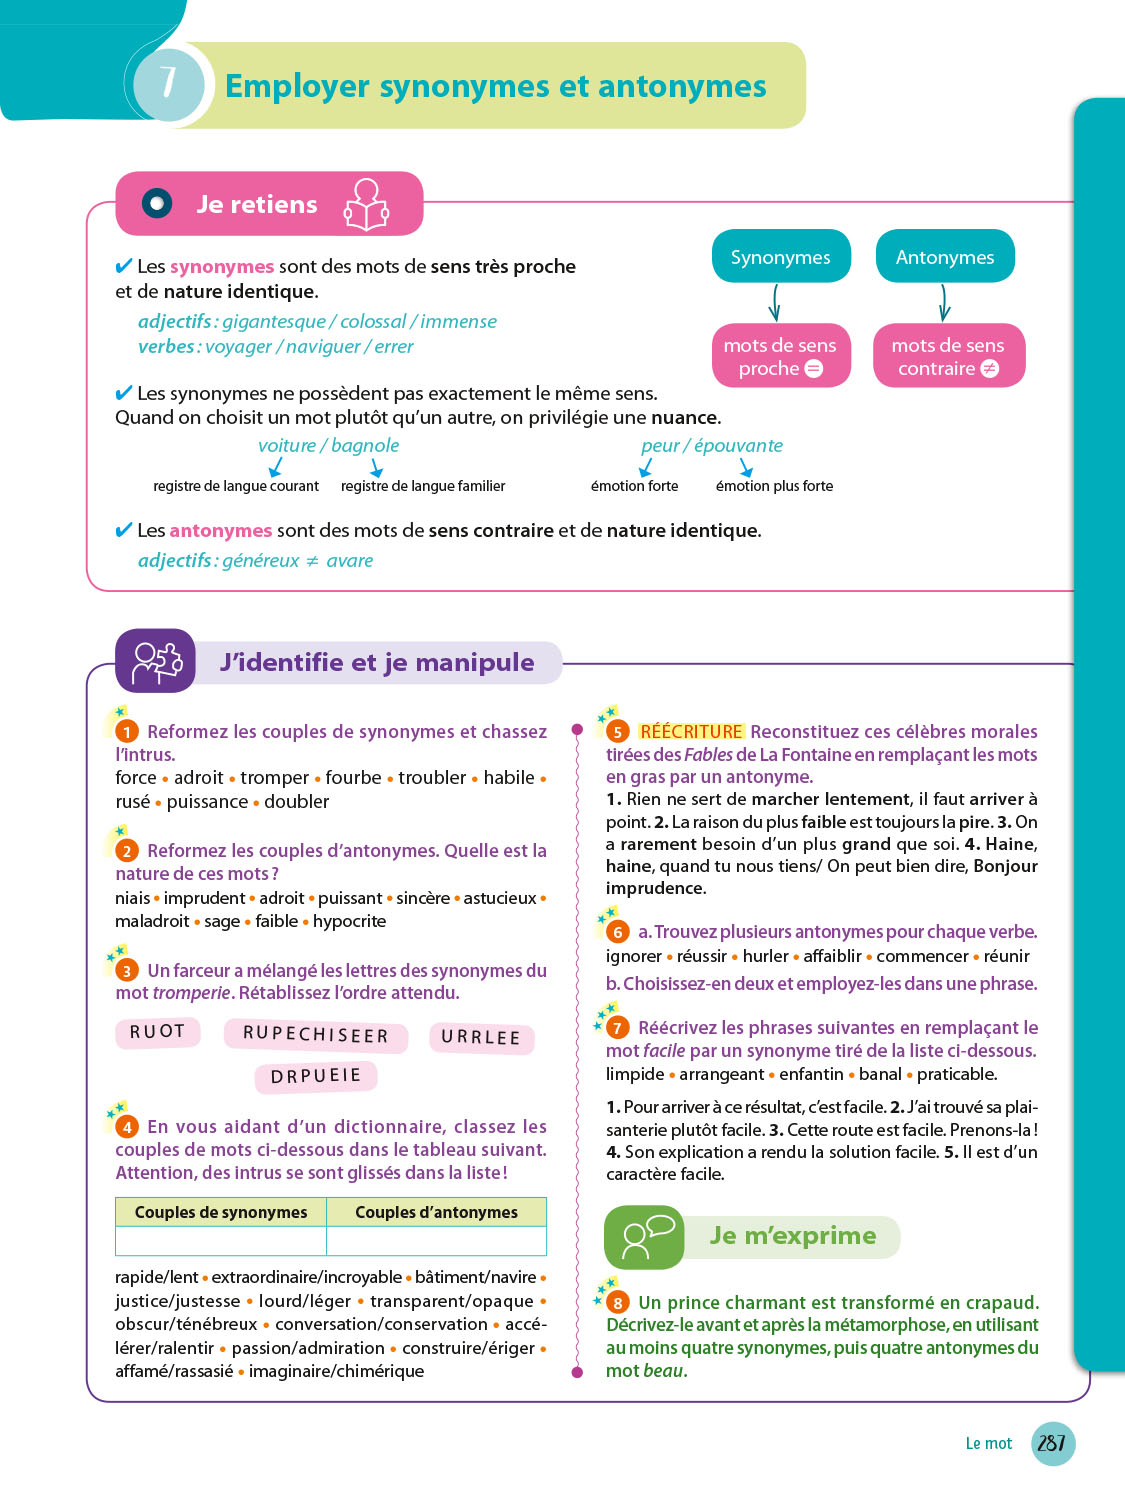 7
Employer synonymes et antonymes
Je retiens
✔ Les synonymes sont des mots de sens très proche
et de nature identique.
adjectifs : gigantesque / colossal / immense
verbes : voyager / naviguer / errer
Synonymes
Antonymes
mots de sens
proche =
mots de sens
contraire ≠
✔ Les synonymes ne possèdent pas exactement le même sens.
Quand on choisit un mot plutôt qu’un autre, on privilégie une nuance.
voiture / bagnole
peur / épouvante
registre de langue courant
registre de langue familier
émotion forte
émotion plus forte
✔ Les antonymes sont des mots de sens contraire et de nature identique.
adjectifs : généreux ≠ avare
J’identifie et je manipule
1 Reformez les couples de synonymes et chassez
l’intrus.
force • adroit • tromper • fourbe • troubler • habile •
rusé • puissance • doubler
2 Reformez les couples d’antonymes. Quelle est la
nature de ces mots ?
niais • imprudent • adroit • puissant • sincère • astucieux •
maladroit • sage • faible • hypocrite
3 Un farceur a mélangé les lettres des synonymes du
mot tromperie. Rétablissez l’ordre attendu.
RUOT
RUPECHISEER
URRLEE
DRPUEIE
4 En vous aidant d’un dictionnaire, classez les
couples de mots ci-dessous dans le tableau suivant.
Attention, des intrus se sont glissés dans la liste !
Couples de synonymes
Couples d’antonymes
rapide/lent • extraordinaire/incroyable • bâtiment/navire •
justice/justesse • lourd/léger • transparent/opaque •
obscur/ténébreux • conversation/conservation • accé-
lérer/ralentir • passion/admiration • construire/ériger •
affamé/rassasié • imaginaire/chimérique
5 RÉÉCRITURE Reconstituez ces célèbres morales
tirées des Fables de La Fontaine en remplaçant les mots
en gras par un antonyme.
1. Rien ne sert de marcher lentement, il faut arriver à
point. 2. La raison du plus faible est toujours la pire. 3. On
a rarement besoin d’un plus grand que soi. 4. Haine,
haine, quand tu nous tiens/ On peut bien dire, Bonjour
imprudence.
6 a. Trouvez plusieurs antonymes pour chaque verbe.
ignorer • réussir • hurler • affaiblir • commencer • réunir
b. Choisissez-en deux et employez-les dans une phrase.
7 Réécrivez les phrases suivantes en remplaçant le
mot facile par un synonyme tiré de la liste ci-dessous.
limpide • arrangeant • enfantin • banal • praticable.
1. Pour arriver à ce résultat, c’est facile. 2. J’ai trouvé sa plai-
santerie plutôt facile. 3. Cette route est facile. Prenons-la !
4. Son explication a rendu la solution facile. 5. Il est d’un
caractère facile.
Je m’exprime
8 Un prince charmant est transformé en crapaud.
Décrivez-le avant et après la métamorphose, en utilisant
au moins quatre synonymes, puis quatre antonymes du
mot beau.
Le mot 287